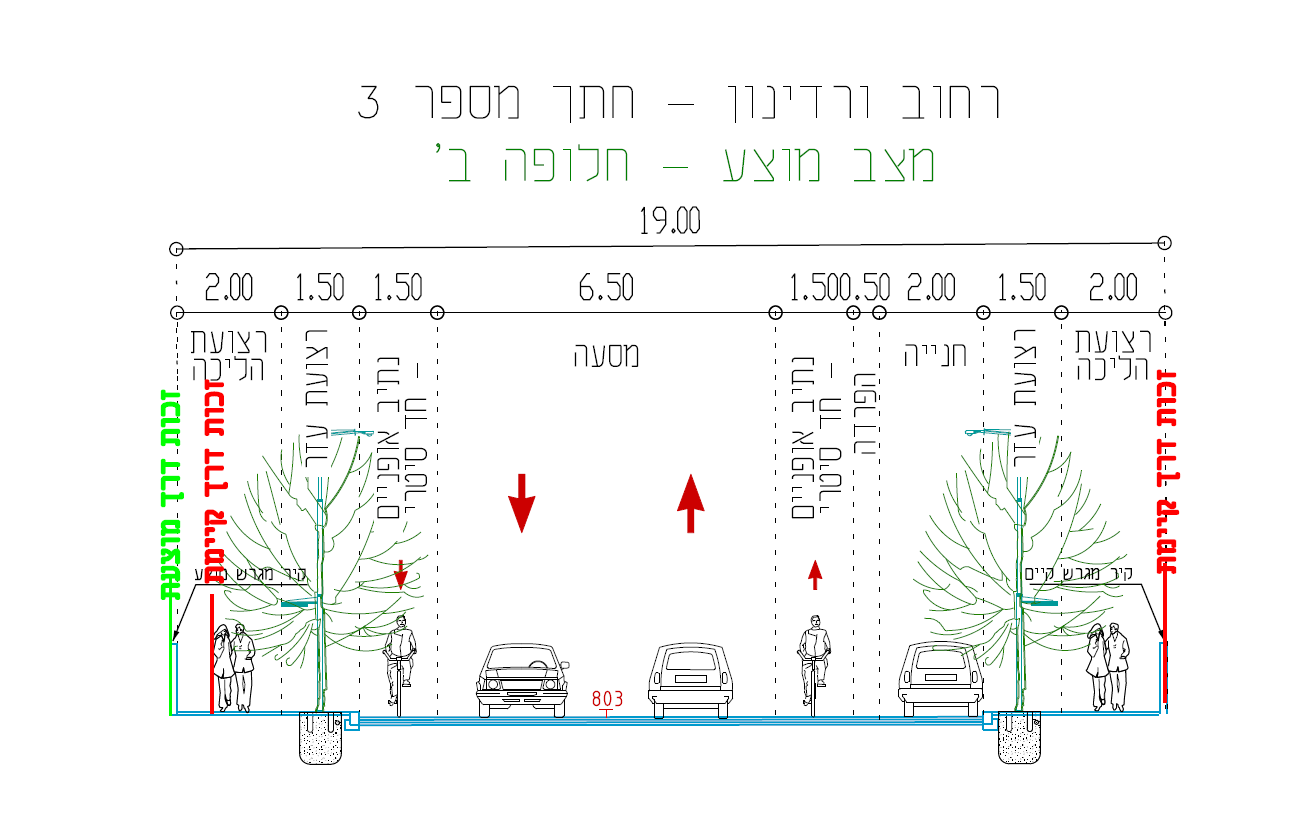 רחוב ורדינון – חתך מספר 3
מצב מוצע – חלופה ב'
19.00
2.00 1.50 1.50 6.50 1.50 0.50 2.00 1.50 2.00
רצועת
הליכה
רצועת עזר
נתיב אופניים –
חד סיטרי
מסעה
נתיב אופניים –
חד סיטרי
הפרדה
חנייה
רצועת עזר
רצועת
הליכה
זכות דרך מוצעת
זכות דרך קיימת
זכות דרך קיימת
קיר מגרש מוצע
קיר מגרש קיים
803